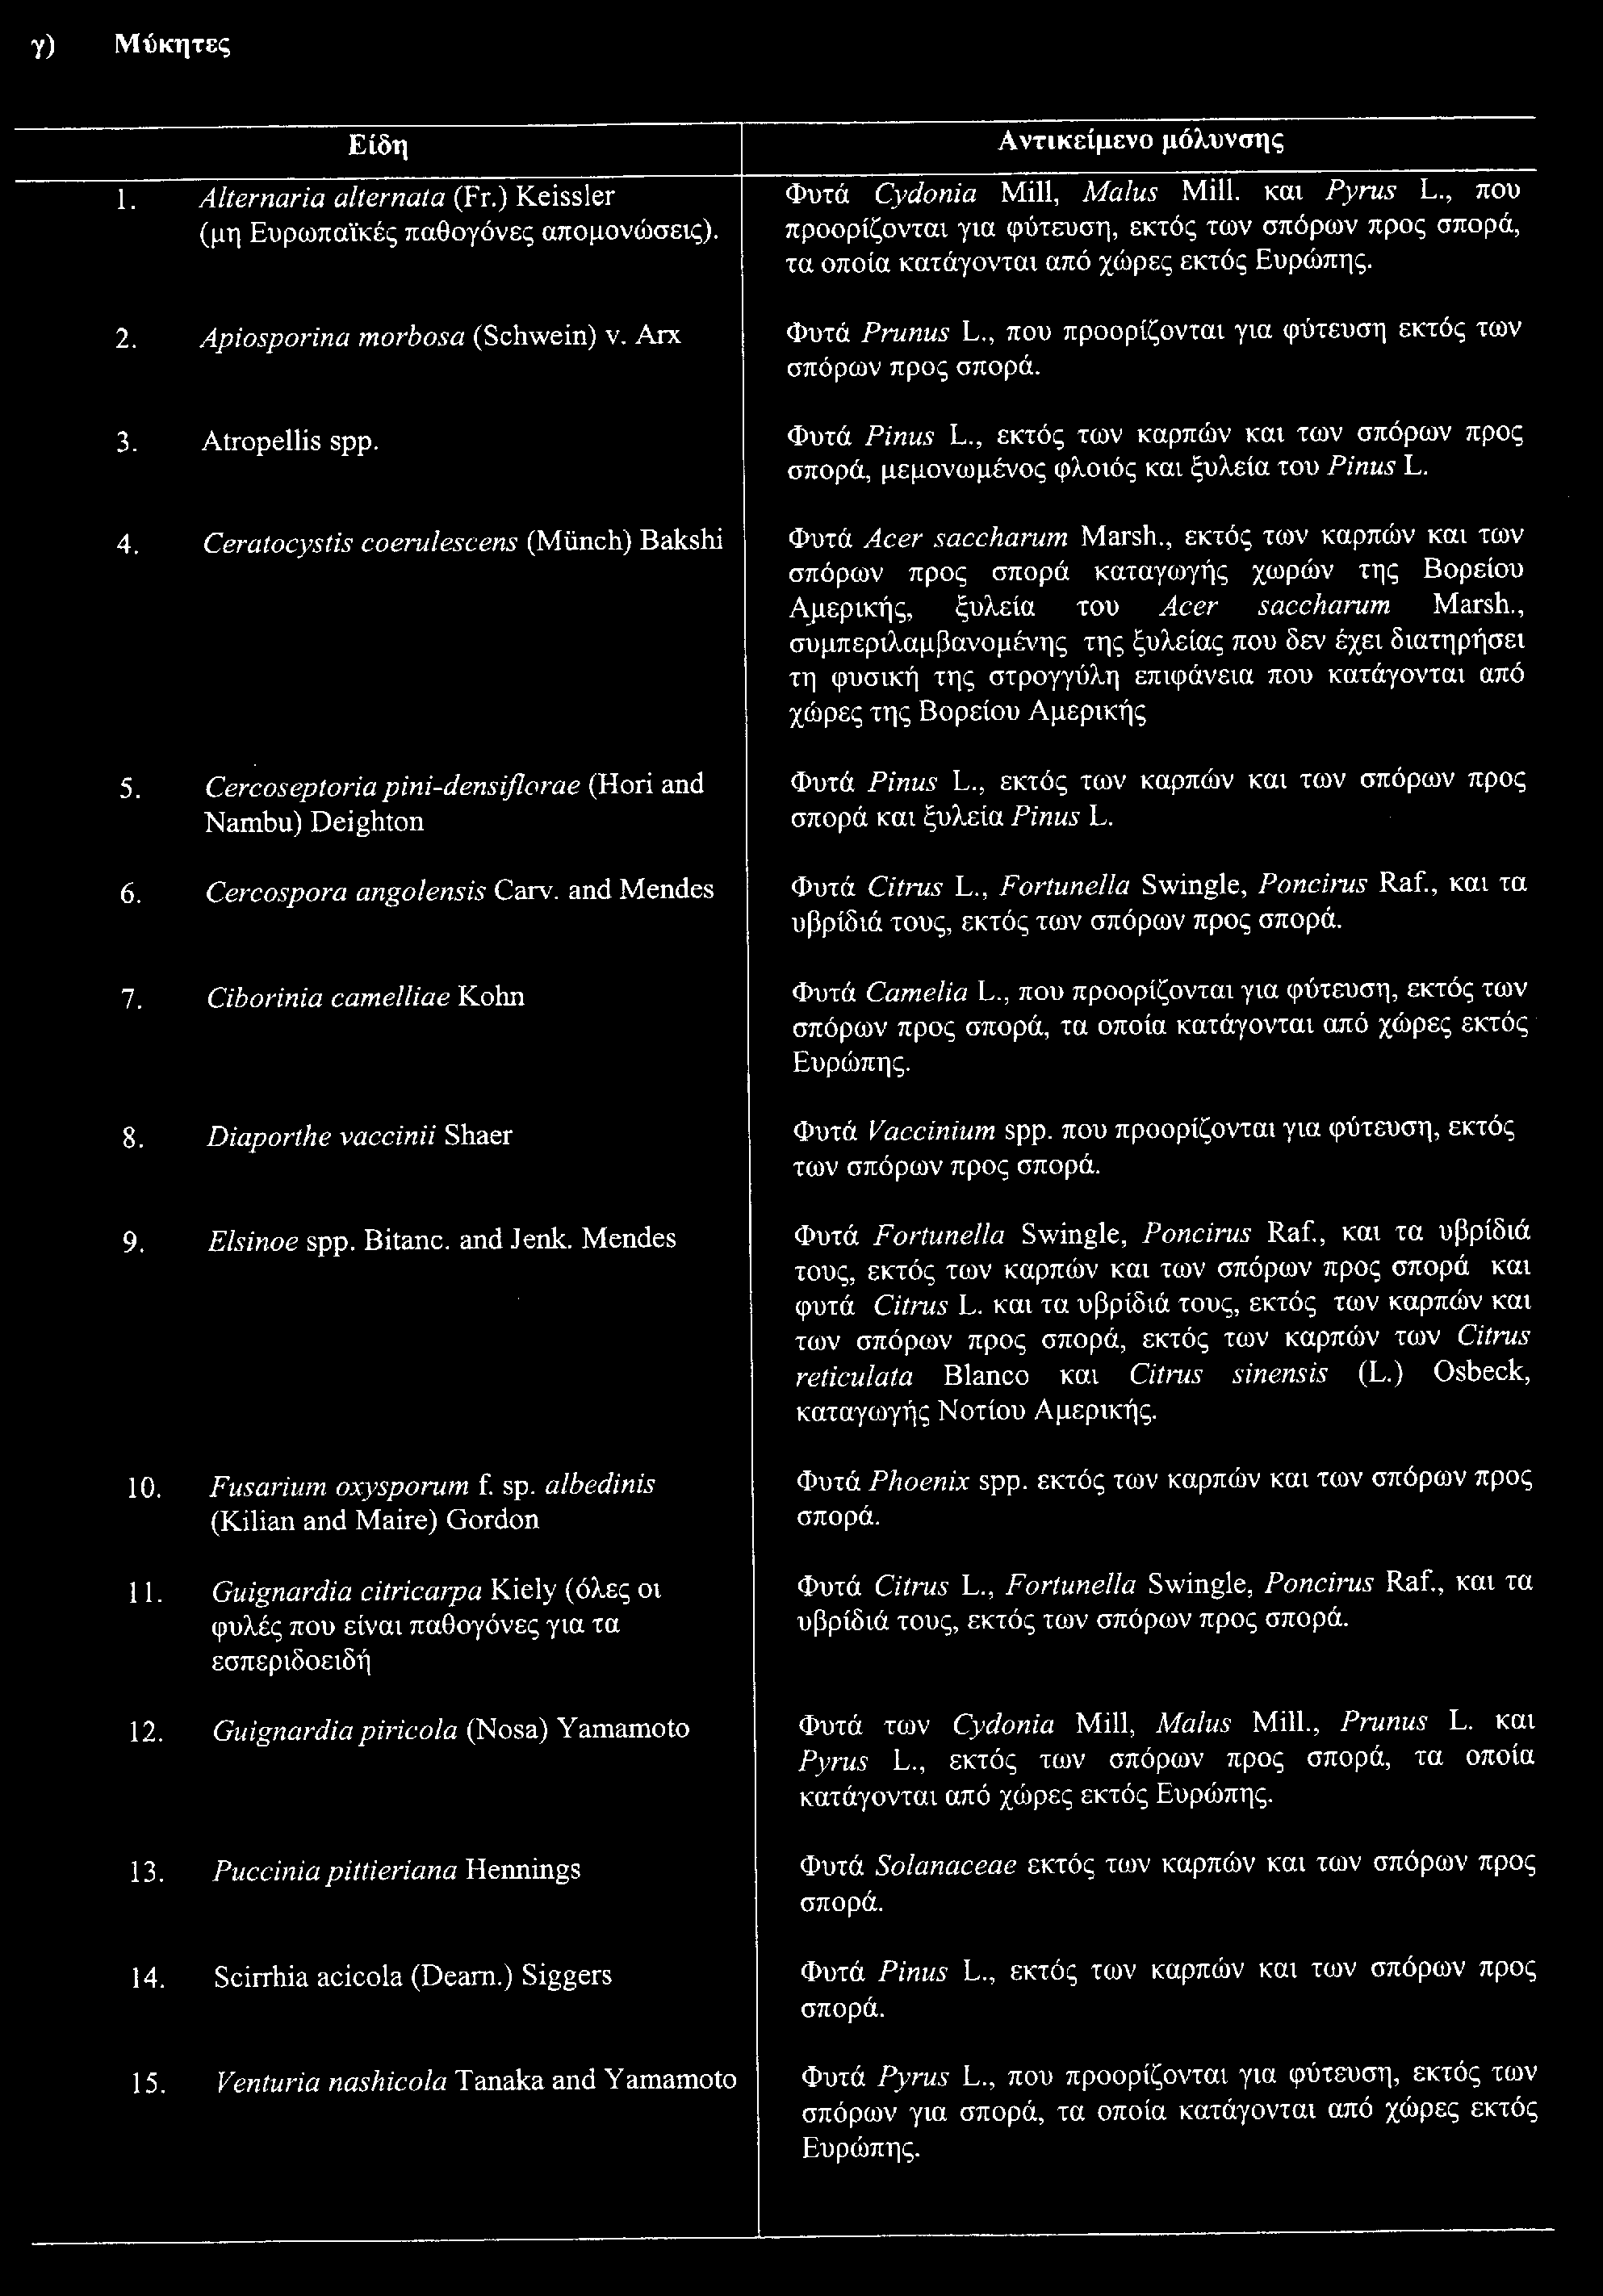 γ) Μύκητες
Είδη
Αντικείμενο μόλυνσης
1. Alternaria alternata (Fr.) Keissler
(μη Ευρωπαϊκές παθογόνες απομονώσεις).
Φυτά Cydonia Mill, Malus Mill. και Pyrus L., που
προορίζονται για φύτευση, εκτός των σπόρων προς σπορά,
τα οποία κατάγονται από χώρες εκτός Ευρώπης.
2. Apiosporina morbosa (Schwein) v. Arx
Φυτά Prunus L., που προορίζονται για φύτευση εκτός των
σπόρων προς σπορά.
3. Atropellis spp.
Φυτά Pinus L., εκτός των καρπών και των σπόρων προς
σπορά, μεμονωμένος φλοιός και ξυλεία του Pinus L.
4. Ceratocystis coerulescens (Münch) Bakshi
Φυτά Acer saccharum Marsh., εκτός των καρπών και των
σπόρων προς σπορά καταγωγής χωρών της Βορείου
Αμερικής, ξυλεία του Acer saccharum Marsh.,
συμπεριλαμβανομένης της ξυλείας που δεν έχει διατηρήσει
τη φυσική της στρογγύλη επιφάνεια που κατάγονται από
χώρες της Βορείου Αμερικής
5. Cercoseptoria pini-densiflorae (Hori and
Nambu) Deighton
Φυτά Pinus L., εκτός των καρπών και των σπόρων προς
σπορά και ξυλεία Pinus L.
6. Cercospora angolensis Carv. and Mendes
Φυτά Citrus L., Fortunella Swingle, Poncirus Raf., και τα
υβρίδιά τους, εκτός των σπόρων προς σπορά.
7. Ciborinia camelliae Kohn
Φυτά Camelia L., που προορίζονται για φύτευση, εκτός των
σπόρων προς σπορά, τα οποία κατάγονται από χώρες εκτός
Ευρώπης.
8. Diaporthe vaccinii Shaer
Φυτά Vaccinium spp. που προορίζονται για φύτευση, εκτός
των σπόρων προς σπορά.
9. Elsinoe spp. Bitanc. and Jenk. Mendes
Φυτά Fortunella Swingle, Poncirus Raf., και τα υβρίδιά
τους, εκτός των καρπών και των σπόρων προς σπορά και
φυτά Citrus L. και τα υβρίδιά τους, εκτός των καρπών και
των σπόρων προς σπορά, εκτός των καρπών των Citrus
reticulata Blanco και Citrus sinensis (L.) Osbeck,
καταγωγής Νοτίου Αμερικής.
10. Fusarium oxysporum f. sp. albedinis
(Kilian and Maire) Gordon
Φυτά Phoenix spp. εκτός των καρπών και των σπόρων προς
σπορά.
11. Guignardia citricarpa Kiely (όλες οι
φυλές που είναι παθογόνες για τα
εσπεριδοειδή
Φυτά Citrus L., Fortunella Swingle, Poncirus Raf., και τα
υβρίδιά τους, εκτός των σπόρων προς σπορά.
12. Guignardia piricola (Nosa) Yamamoto
Φυτά των Cydonia Mill, Malus Mill., Prunus L. και
Pyrus L., εκτός των σπόρων προς σπορά, τα οποία
κατάγονται από χώρες εκτός Ευρώπης.
13. Puccinia pittieriana Hennings
Φυτά Solanaceae εκτός των καρπών και των σπόρων προς
σπορά.
14. Scirrhia acicola (Dearn.) Siggers
Φυτά Pinus L., εκτός των καρπών και των σπόρων προς
σπορά.
15. Venturia nashicola Tanaka and Yamamoto
Φυτά Pyrus L., που προορίζονται για φύτευση, εκτός των
σπόρων για σπορά, τα οποία κατάγονται από χώρες εκτός
Ευρώπης.